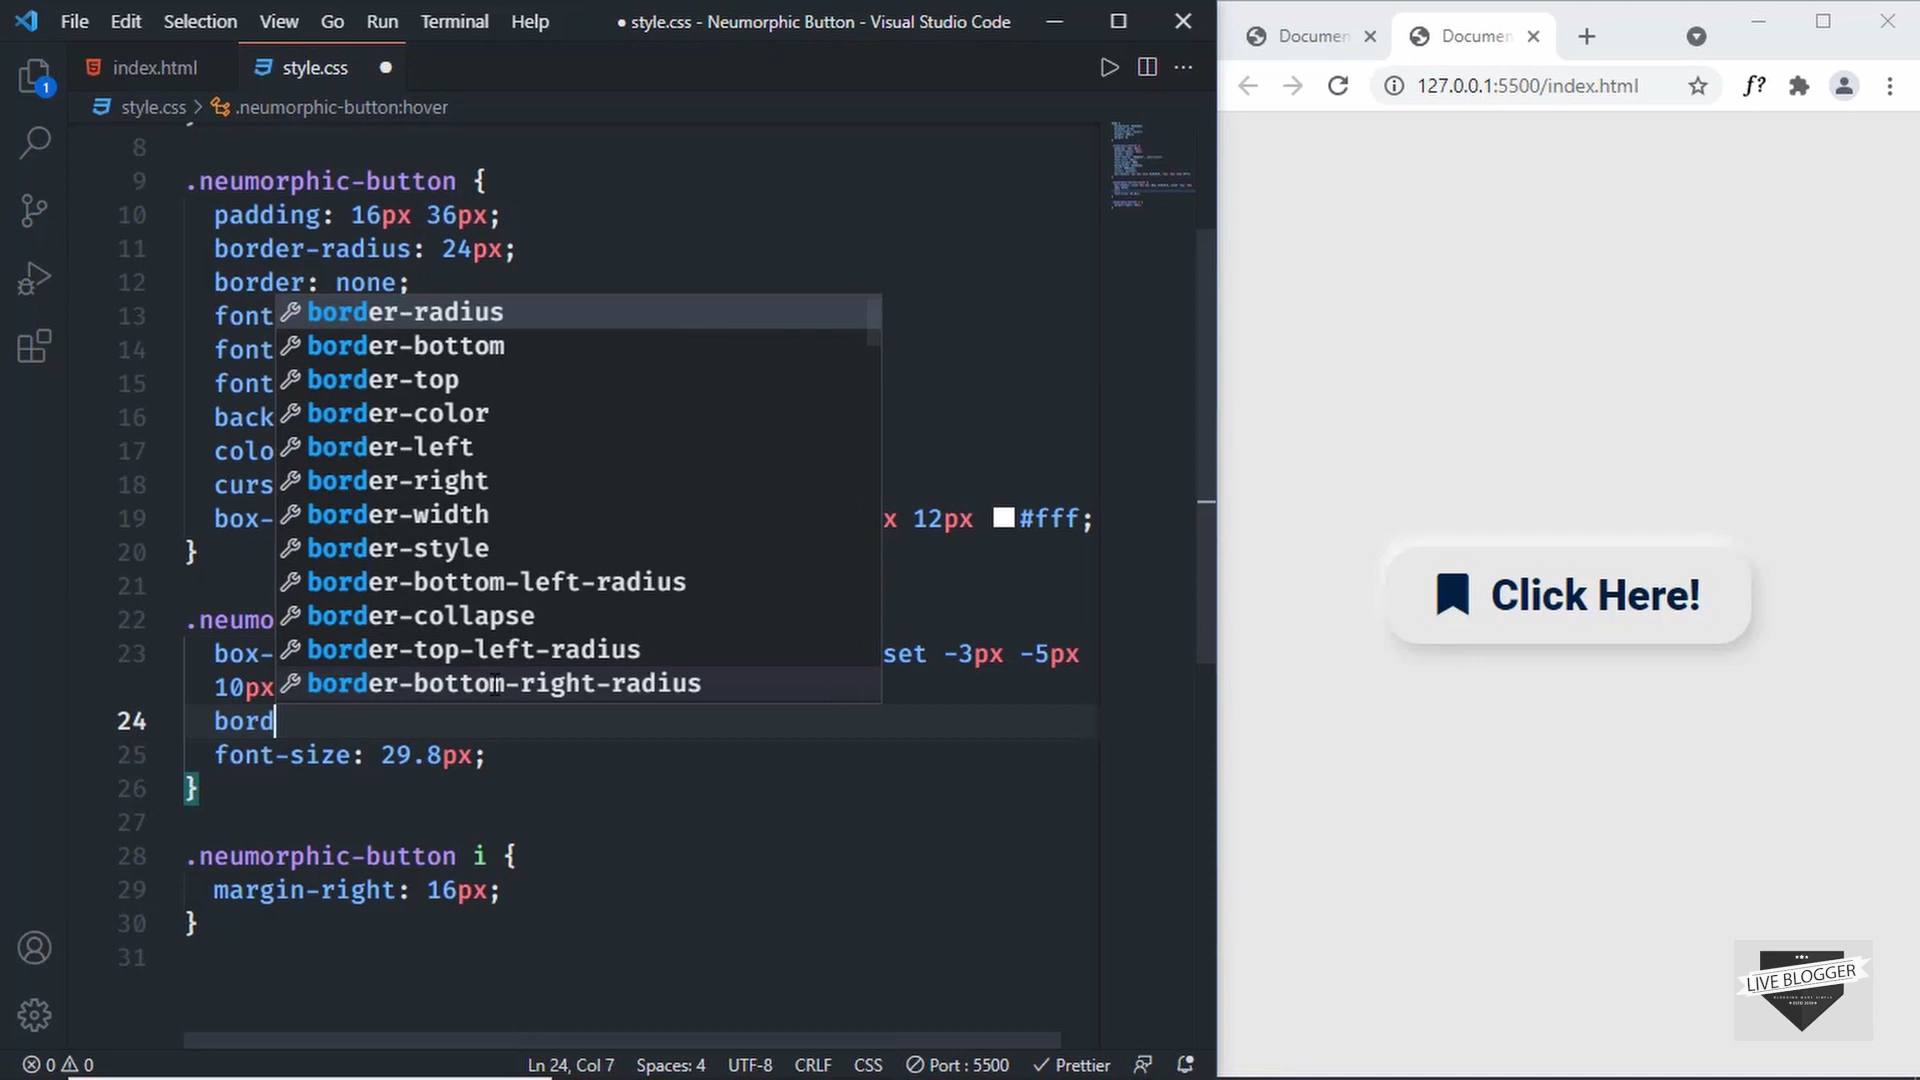 File Edit Selection View Go Run Terminal Help
● style.css - Neumorphic Button - Visual Studio Code
index.html
style.css
style.css > .neumorphic-button:hover
8
9 .neumorphic-button {
10 padding: 16px 36px;
11 border-radius: 24px;
12 border: none;
13 font
14 font
15 font
16 back
17 colo
18 curs
19 box- x 12px #fff;
20 }
21
22 .neumo
23 box- set -3px -5px
10px
24 bord
25 font-size: 29.8px;
26 }
27
28 .neumorphic-button i {
29 margin-right: 16px;
30 }
31
border-radius
border-bottom
border-top
border-color
border-left
border-right
border-width
border-style
border-bottom-left-radius
border-collapse
border-top-left-radius
border-bottom-right-radius
1
0 0
Ln 24, Col 7 Spaces: 4 UTF-8 CRLF CSS Port : 5500 Prettier
Documen
Documen
127.0.0.1:5500/index.html
f?
Click Here!
LIVE BLOGGER